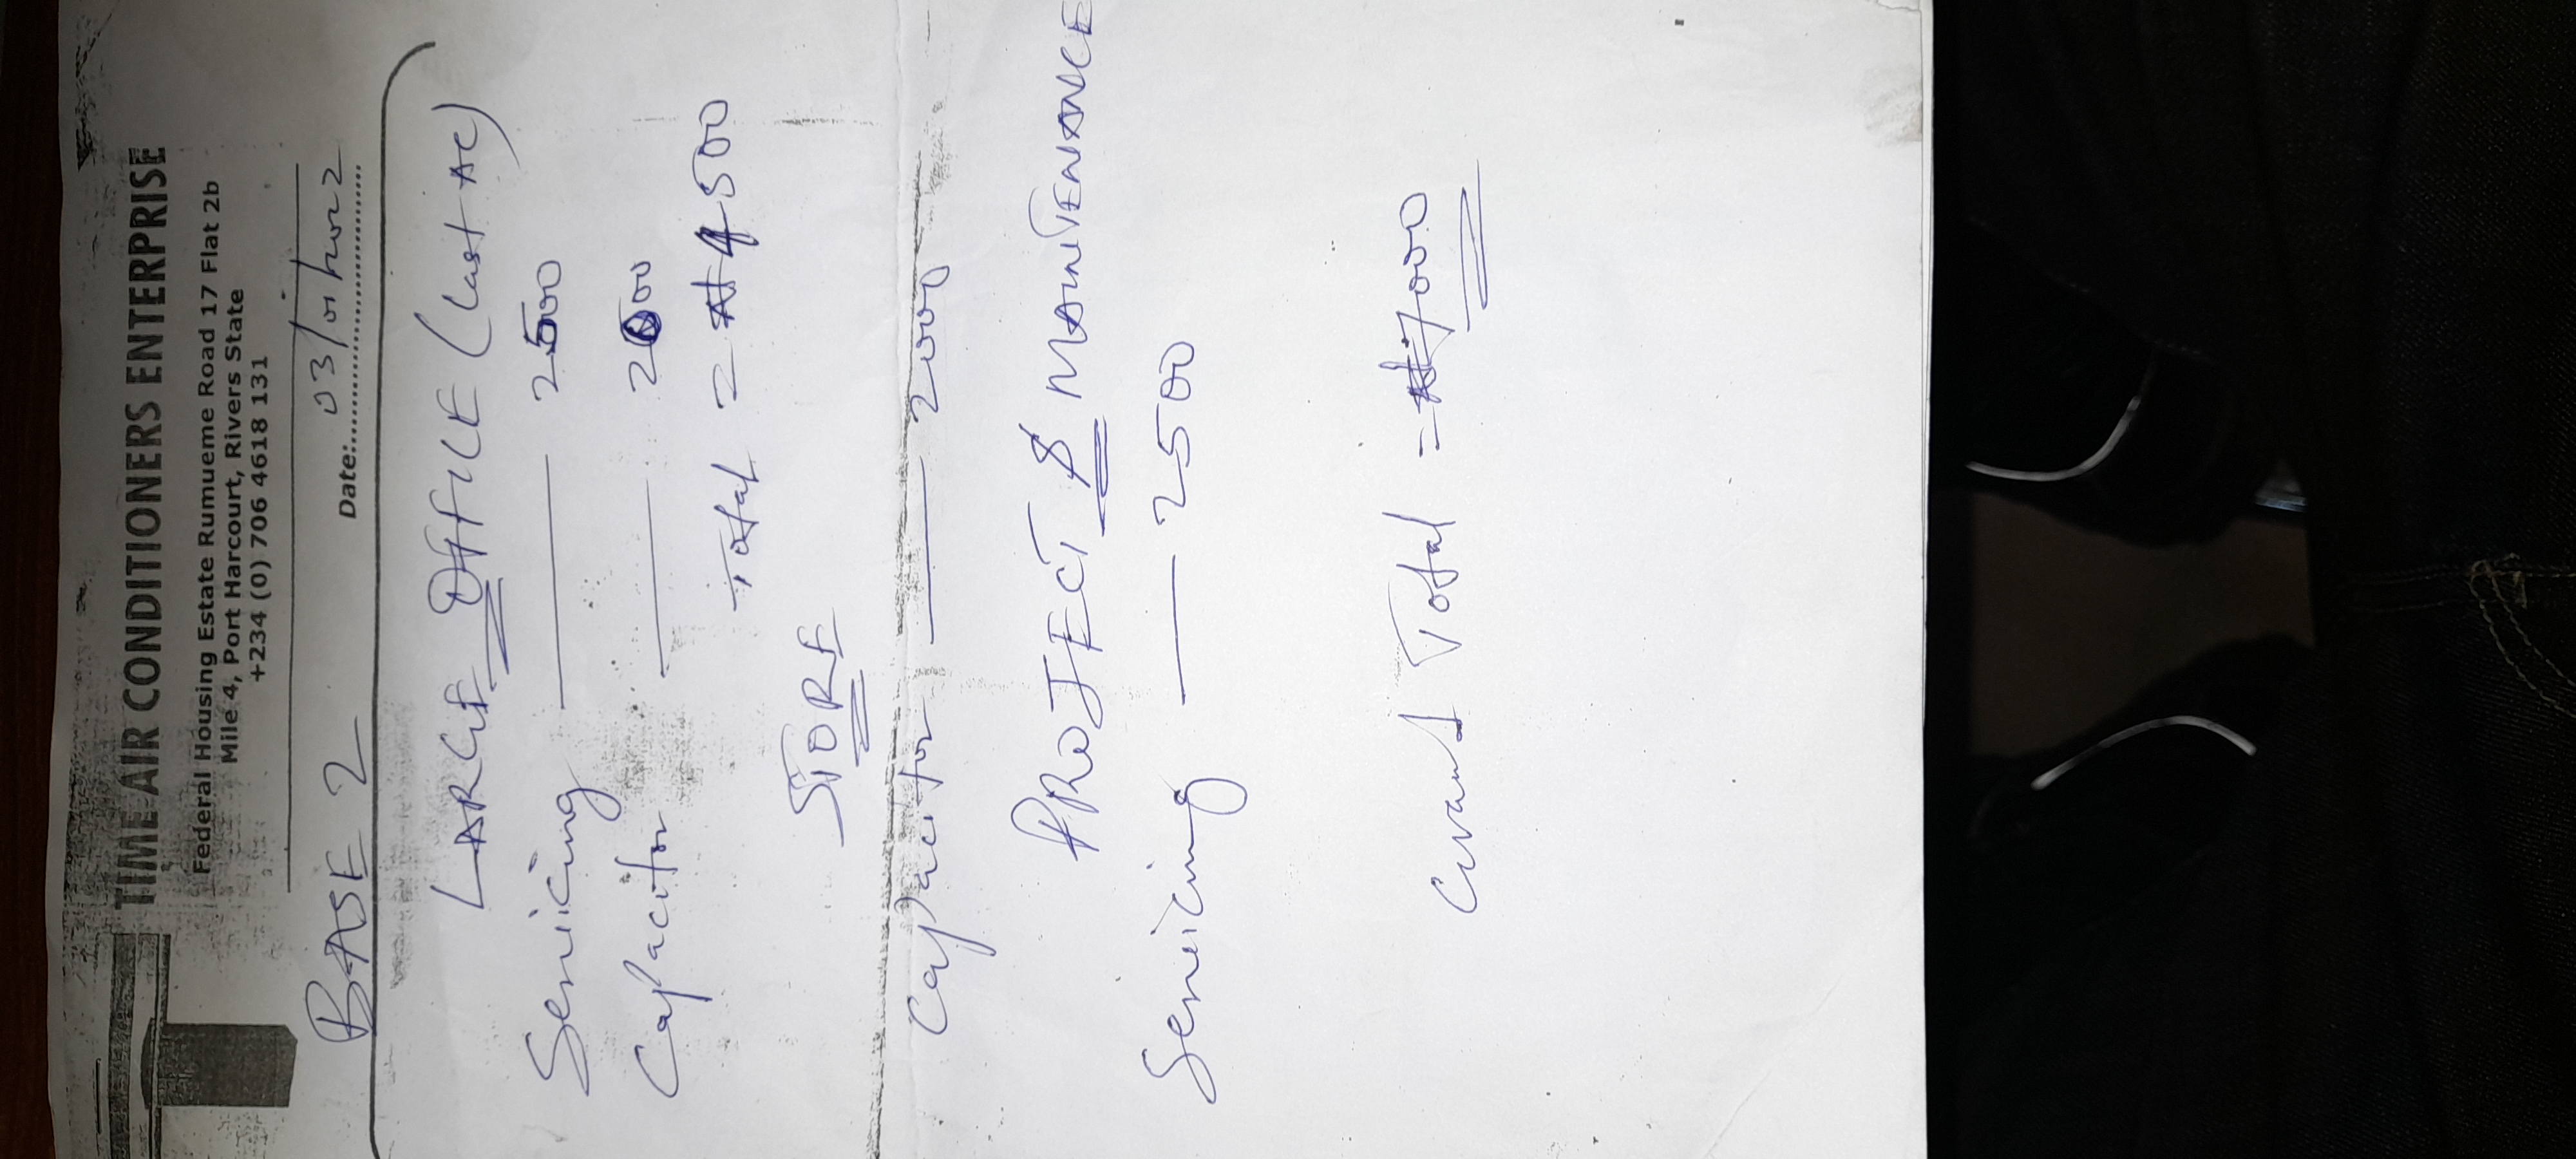 TIME AIR CONDITIONERS ENTERPRISE
Federal Housing Estate Rumueme Road 17 Flat 2b
Mile 4, Port Harcourt, Rivers State
+234 (0) 706 4618 131
BASE 2 Date: 03/01/2022
LARGE OFFICE (last AC)
Servicing — 2500
Capacitor — 2000
Total = ₦4500
STORE
Capacitor — 2000
PROJECT & MAINTENANCE
Servicing — 2500
Grand Total = ₦7000